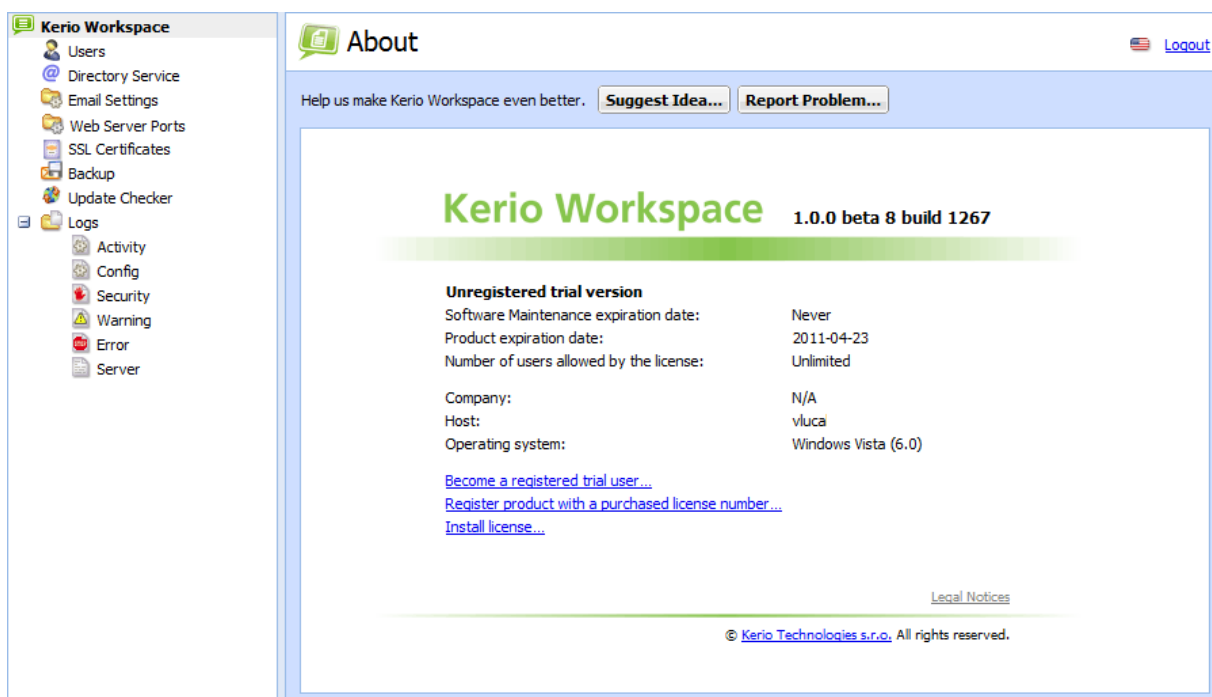 Kerio Workspace
Users
Directory Service
Email Settings
Web Server Ports
SSL Certificates
Backup
Update Checker
Logs
Activity
Config
Security
Warning
Error
Server
About
Logout
Help us make Kerio Workspace even better. Suggest Idea... Report Problem...
Kerio Workspace 1.0.0 beta 8 build 1267
Unregistered trial version
Software Maintenance expiration date: Never
Product expiration date: 2011-04-23
Number of users allowed by the license: Unlimited
Company: N/A
Host: vluca
Operating system: Windows Vista (6.0)
Become a registered trial user...
Register product with a purchased license number...
Install license...
Legal Notices
© Kerio Technologies s.r.o. All rights reserved.